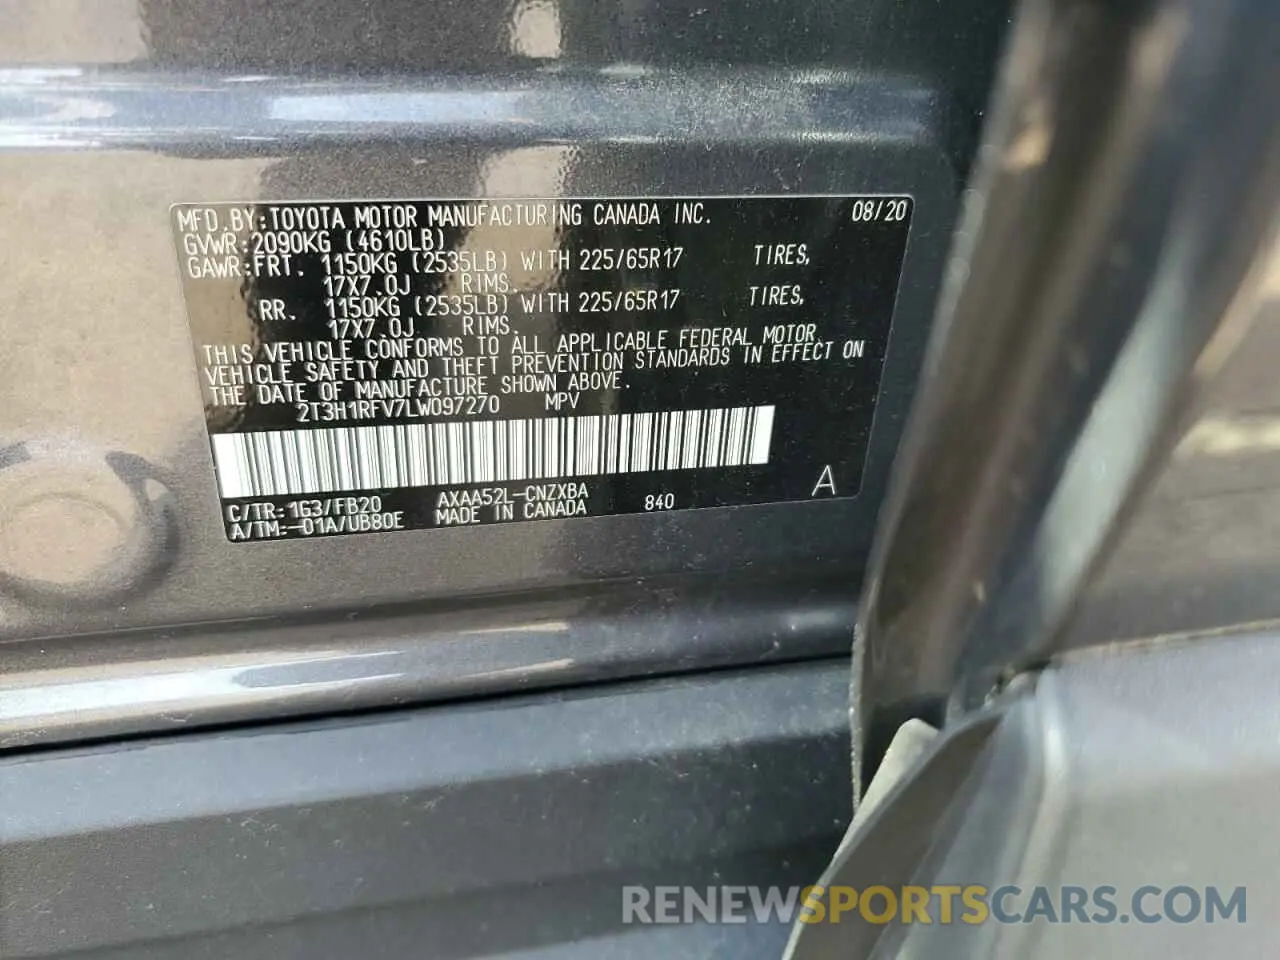 MFD. BY: TOYOTA MOTOR MANUFACTURING CANADA INC. 08/20
GVWR: 2090KG (4610LB)
GAWR: FRT. 1150KG (2535LB) WITH 225/65R17 TIRES,
17X7.0J RIMS.
RR. 1150KG (2535LB) WITH 225/65R17 TIRES,
17X7.0J RIMS.
THIS VEHICLE CONFORMS TO ALL APPLICABLE FEDERAL MOTOR
VEHICLE SAFETY AND THEFT PREVENTION STANDARDS IN EFFECT ON
THE DATE OF MANUFACTURE SHOWN ABOVE.
2T3H1RFV7LW097270 MPV
C/TR: 1G3/FB20 AXAA52L-CNZXBA 840 A
A/TM: -01A/UB80E MADE IN CANADA
RENEWSPORTSCARS.COM